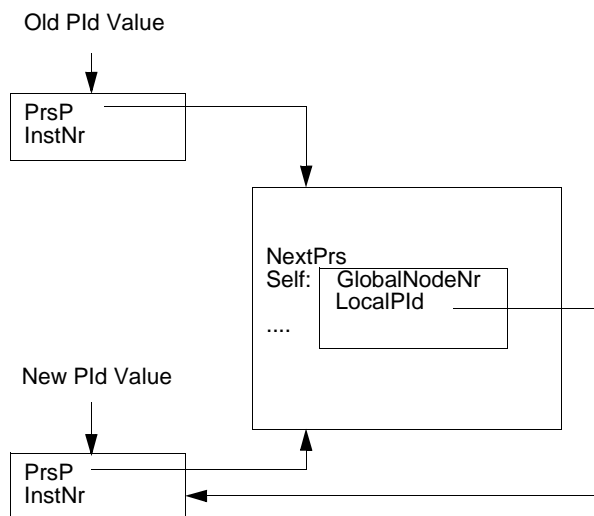 Old PId Value
PrsP
InstNr
NextPrs
Self: GlobalNodeNr
LocalPId
....
New PId Value
PrsP
InstNr